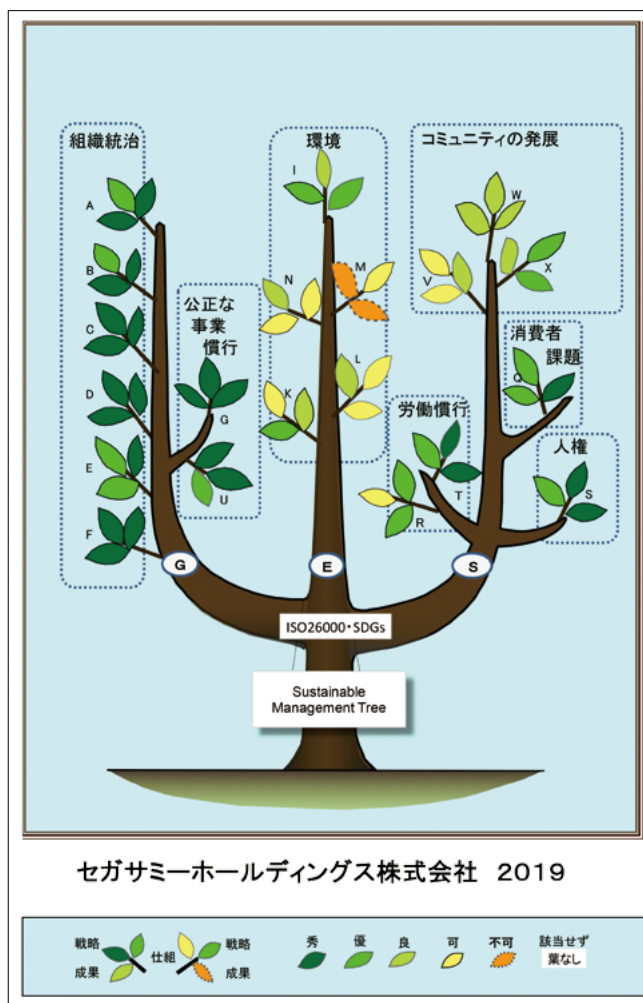 組織統治
環境
コミュニティの発展
A
B
C
D
E
F
公正な
事業
慣行
G
U
I
N
M
K
L
W
V
X
消費者
課題
Q
労働慣行
T
R
人権
S
G
E
S
ISO26000・SDGs
Sustainable
Management Tree
セガサミーホールディングス株式会社 2019
戦略
成果
仕組
戦略
成果
秀
優
良
可
不可
該当せず
葉なし